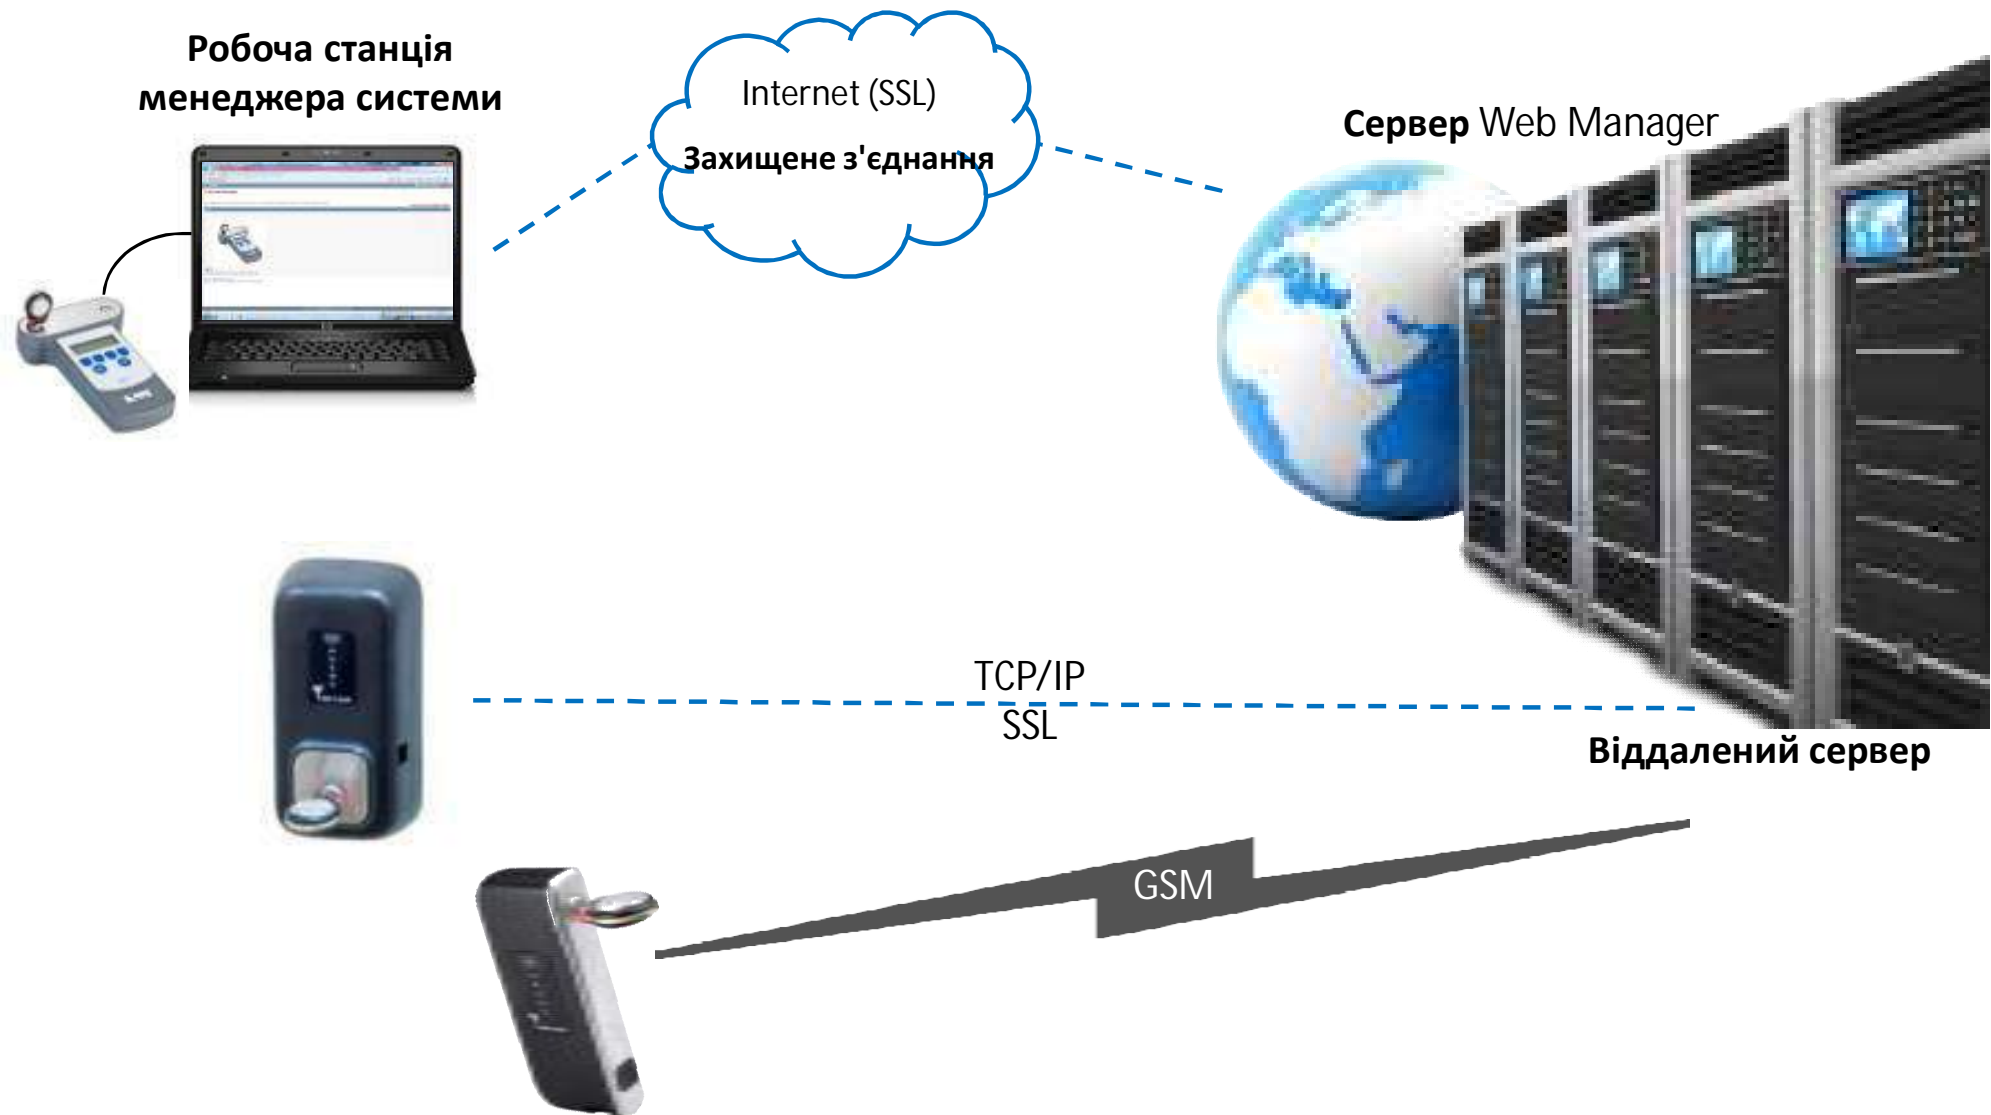 Робоча станція
менеджера системи
Internet (SSL)
Захищене з'єднання
Сервер Web Manager
TCP/IP
SSL
Віддалений сервер
GSM